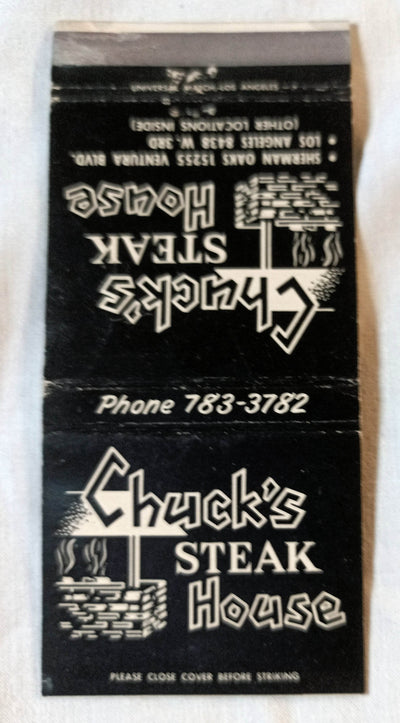 UNIVERSAL MATCH LOS ANGELES
Chuck's
STEAK
House
• SHERMAN OAKS 15255 VENTURA BLVD.
• LOS ANGELES 8438 W. 3RD
(OTHER LOCATIONS INSIDE)
Phone 783-3782
Chuck's
STEAK
House
PLEASE CLOSE COVER BEFORE STRIKING